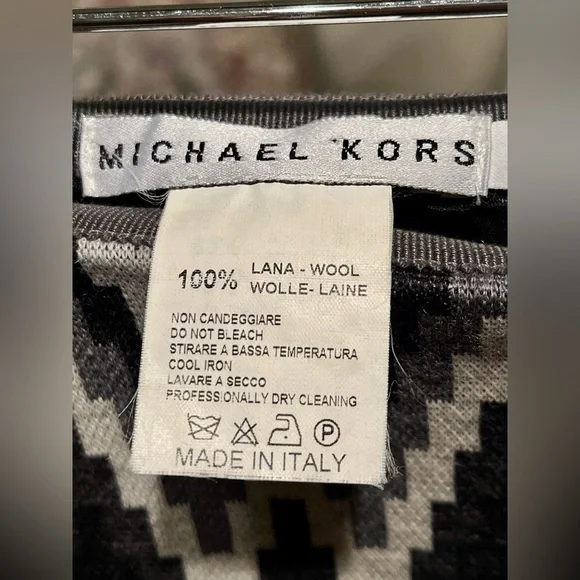 MICHAEL KORS
100% LANA - WOOL
WOLLE- LAINE
NON CANDEGGIARE
DO NOT BLEACH
STIRARE A BASSA TEMPERATURA
COOL IRON
LAVARE A SECCO
PROFESSIONALLY DRY CLEANING
P
MADE IN ITALY